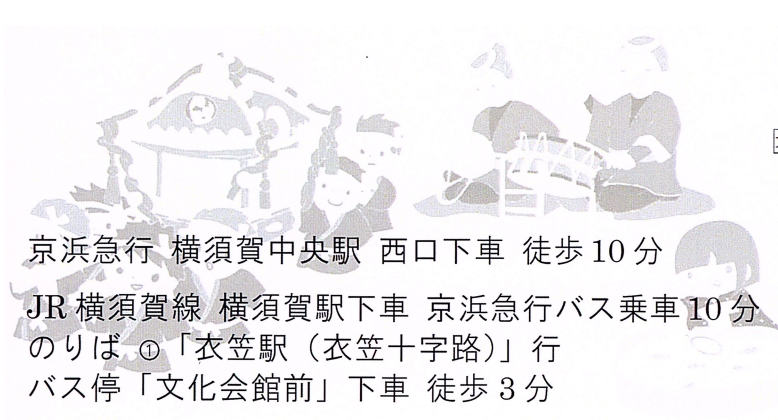 京浜急行 横須賀中央駅 西口下車 徒歩10分
JR横須賀線 横須賀駅下車 京浜急行バス乗車10分
のりば ①「衣笠駅（衣笠十字路）」行
バス停「文化会館前」下車 徒歩3分